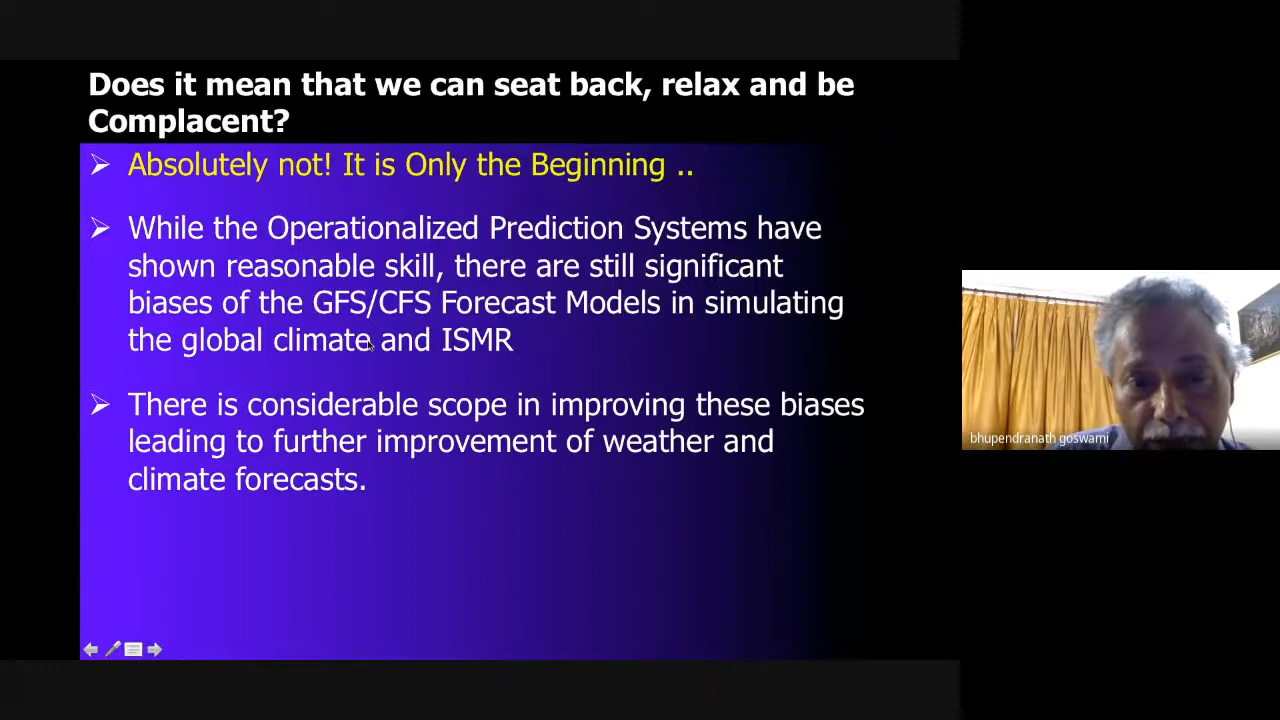 Does it mean that we can seat back, relax and be
Complacent?
Absolutely not! It is Only the Beginning ..
While the Operationalized Prediction Systems have
shown reasonable skill, there are still significant
biases of the GFS/CFS Forecast Models in simulating
the global climate and ISMR
There is considerable scope in improving these biases
leading to further improvement of weather and
climate forecasts.
bhupendranath goswami